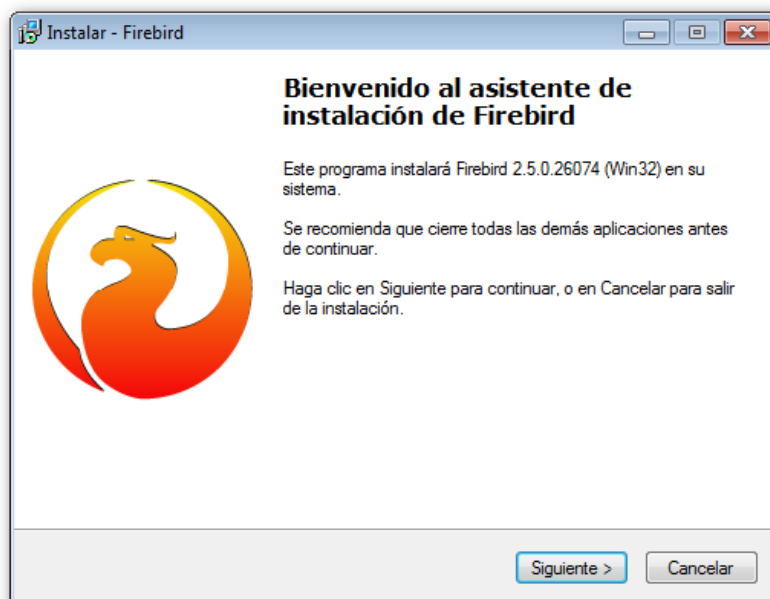 Instalar - Firebird
Bienvenido al asistente de
instalación de Firebird
Este programa instalará Firebird 2.5.0.26074 (Win32) en su
sistema.
Se recomienda que cierre todas las demás aplicaciones antes
de continuar.
Haga clic en Siguiente para continuar, o en Cancelar para salir
de la instalación.
Siguiente >
Cancelar